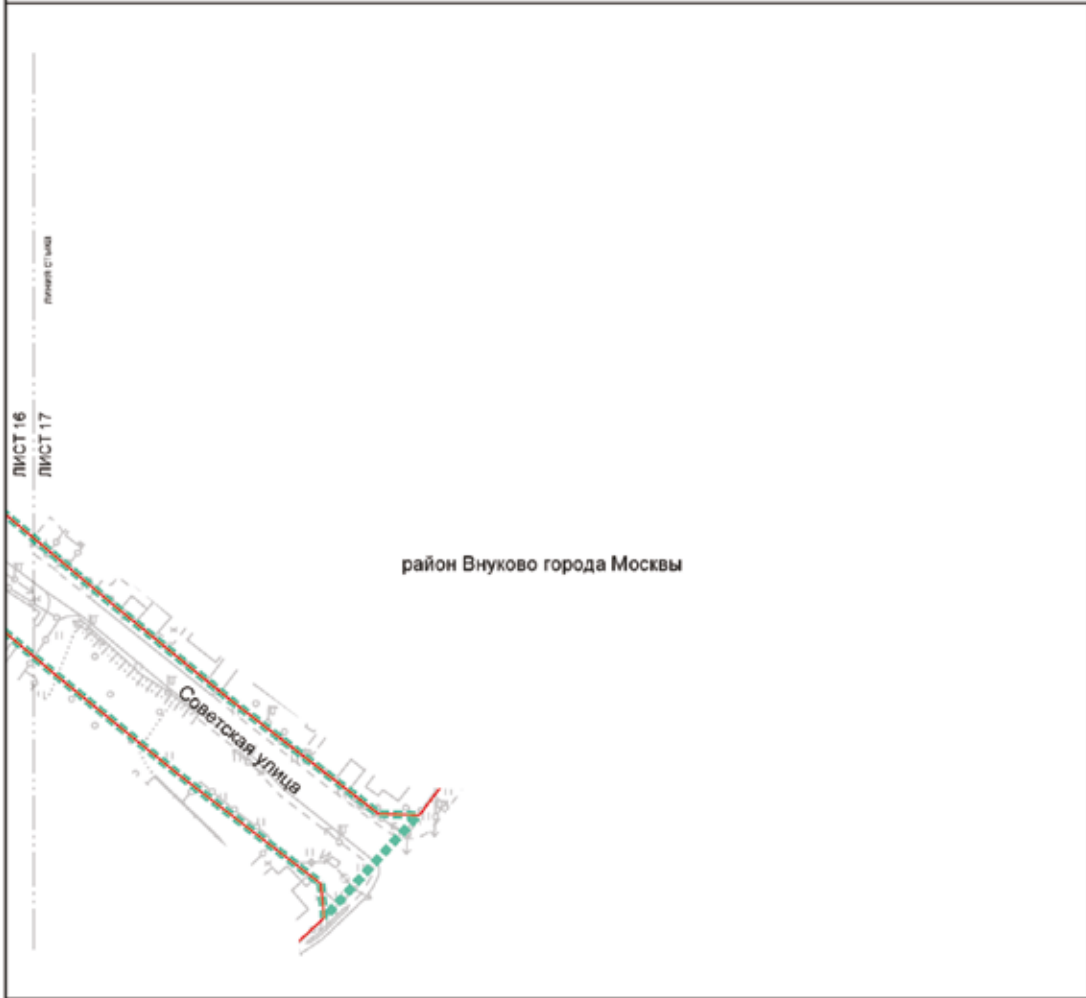 линия стыка
ЛИСТ 16
ЛИСТ 17
район Внуково города Москвы
Советская улица